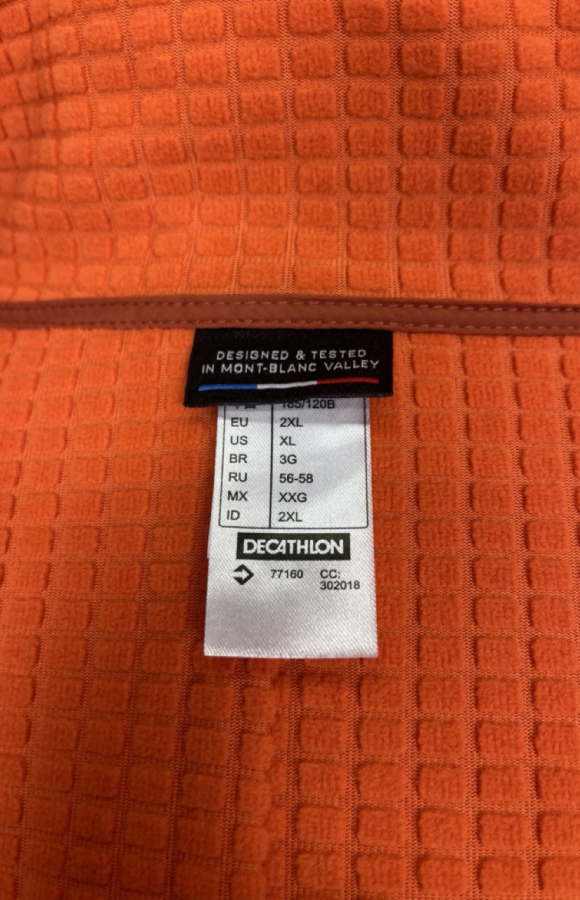 DESIGNED & TESTED
IN MONT-BLANC VALLEY
185/120B
EU 2XL
US XL
BR 3G
RU 56-58
MX XXG
ID 2XL
DECATHLON
77160 CC:
302018